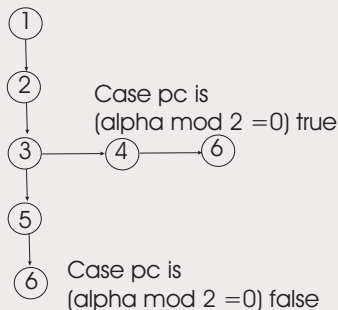 1
2
Case pc is
(alpha mod 2 =0) true
3 4 6
5
6
Case pc is
(alpha mod 2 =0) false